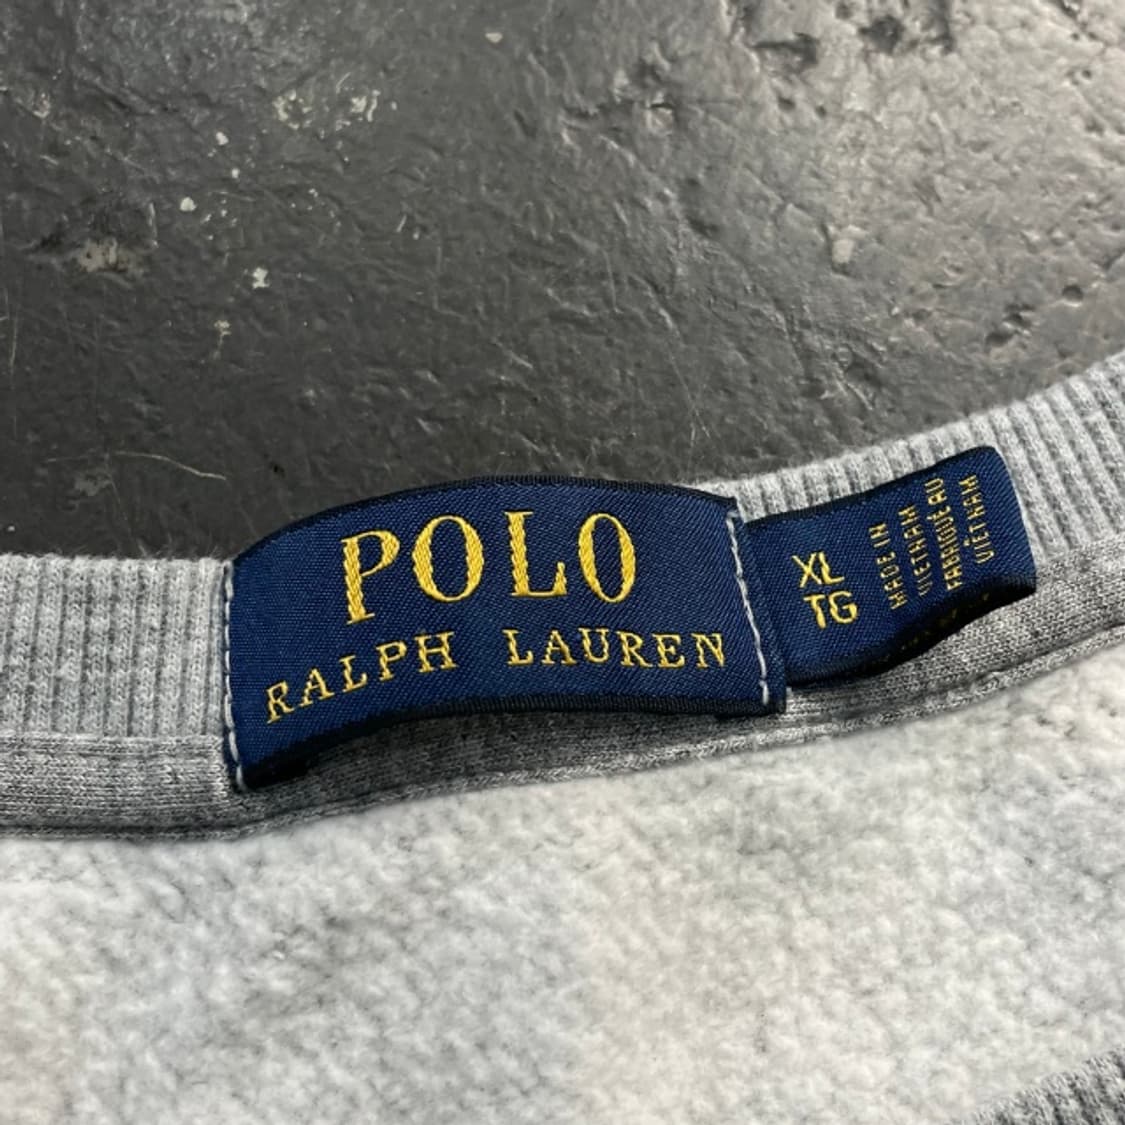 POLO
RALPH LAUREN
XL
TG
MADE IN
VIETNAM
FABRIQUÉ AU
VIETNAM